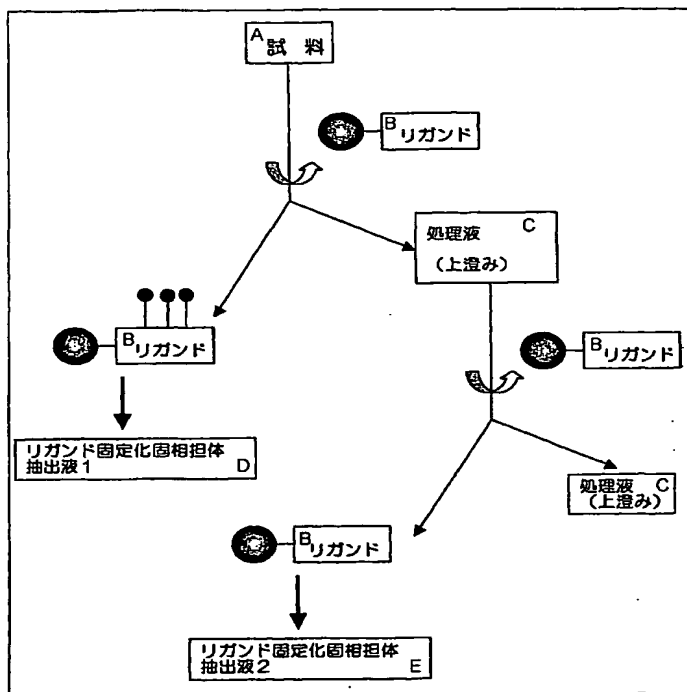 A 試 料
B リガンド
処理液 C
(上澄み)
B リガンド
B リガンド
リガンド固定化固相担体
抽出液1 D
処理液 C
(上澄み)
B リガンド
リガンド固定化固相担体
抽出液2 E